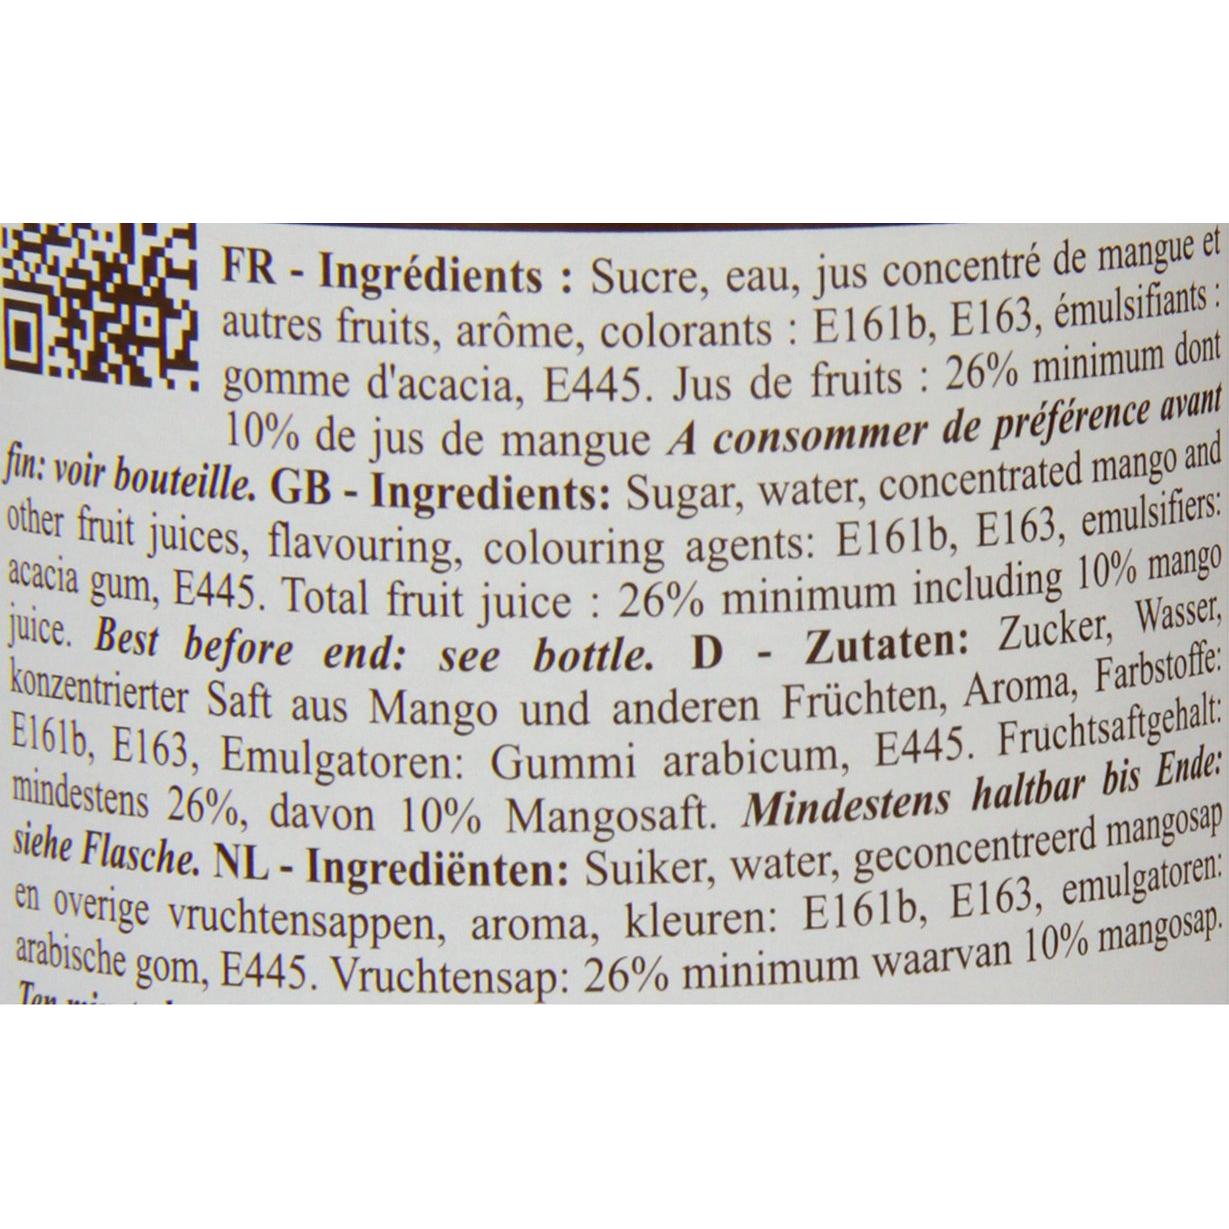 FR - Ingrédients : Sucre, eau, jus concentré de mangue et
autres fruits, arôme, colorants : E161b, E163, émulsifiants :
gomme d'acacia, E445. Jus de fruits : 26% minimum dont
10% de jus de mangue A consommer de préférence avant
fin: voir bouteille. GB - Ingredients: Sugar, water, concentrated mango and
other fruit juices, flavouring, colouring agents: E161b, E163, emulsifiers:
acacia gum, E445. Total fruit juice : 26% minimum including 10% mango
juice. Best before end: see bottle. D - Zutaten: Zucker, Wasser,
konzentrierter Saft aus Mango und anderen Früchten, Aroma, Farbstoffe:
E161b, E163, Emulgatoren: Gummi arabicum, E445. Fruchtsaftgehalt:
mindestens 26%, davon 10% Mangosaft. Mindestens haltbar bis Ende:
siehe Flasche. NL - Ingrediënten: Suiker, water, geconcentreerd mangosap
en overige vruchtensappen, aroma, kleuren: E161b, E163, emulgatoren:
arabische gom, E445. Vruchtensap: 26% minimum waarvan 10% mangosap.
Ten